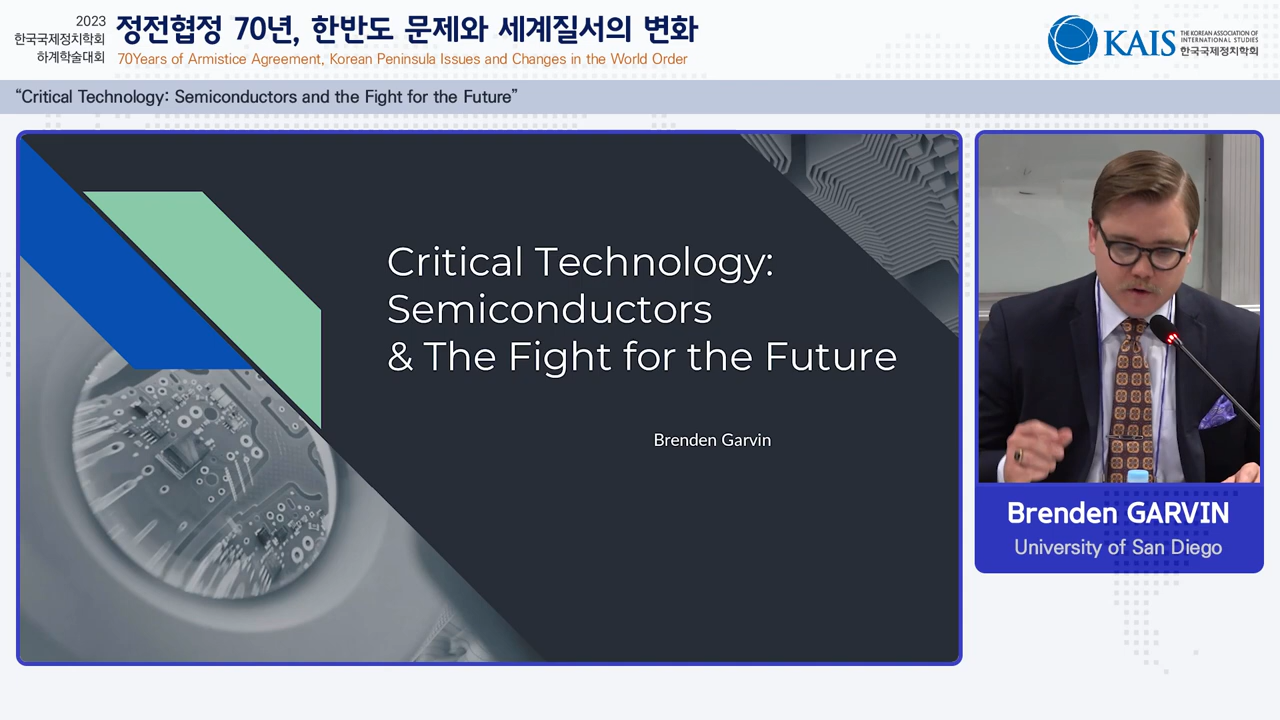 2023
한국국제정치학회
하계학술대회
정전협정 70년, 한반도 문제와 세계질서의 변화
70Years of Armistice Agreement, Korean Peninsula Issues and Changes in the World Order
KAIS
THE KOREAN ASSOCIATION OF
INTERNATIONAL STUDIES
한국국제정치학회
“Critical Technology: Semiconductors and the Fight for the Future”
Critical Technology:
Semiconductors
& The Fight for the Future
Brenden Garvin
Brenden GARVIN
University of San Diego